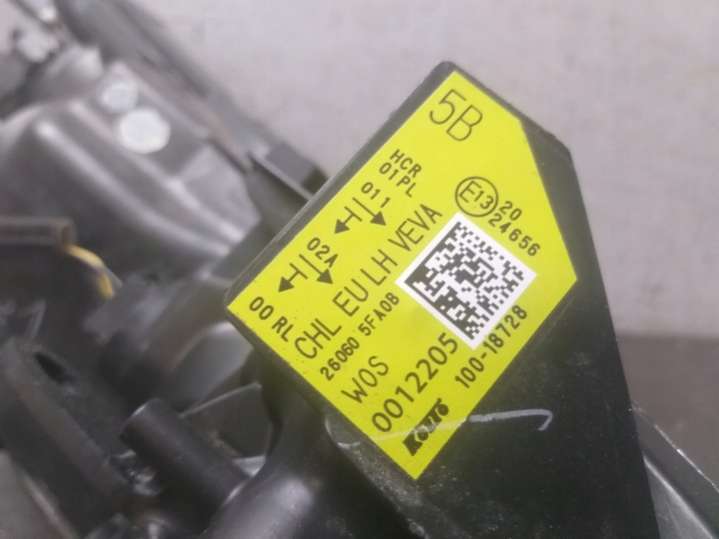 5B
HCR
01PL
011
02A
00 RL
E13
20
24656
CHL EU LH VEVA
26060 5FA0B
WOS
0012205
100-18728
KOITO